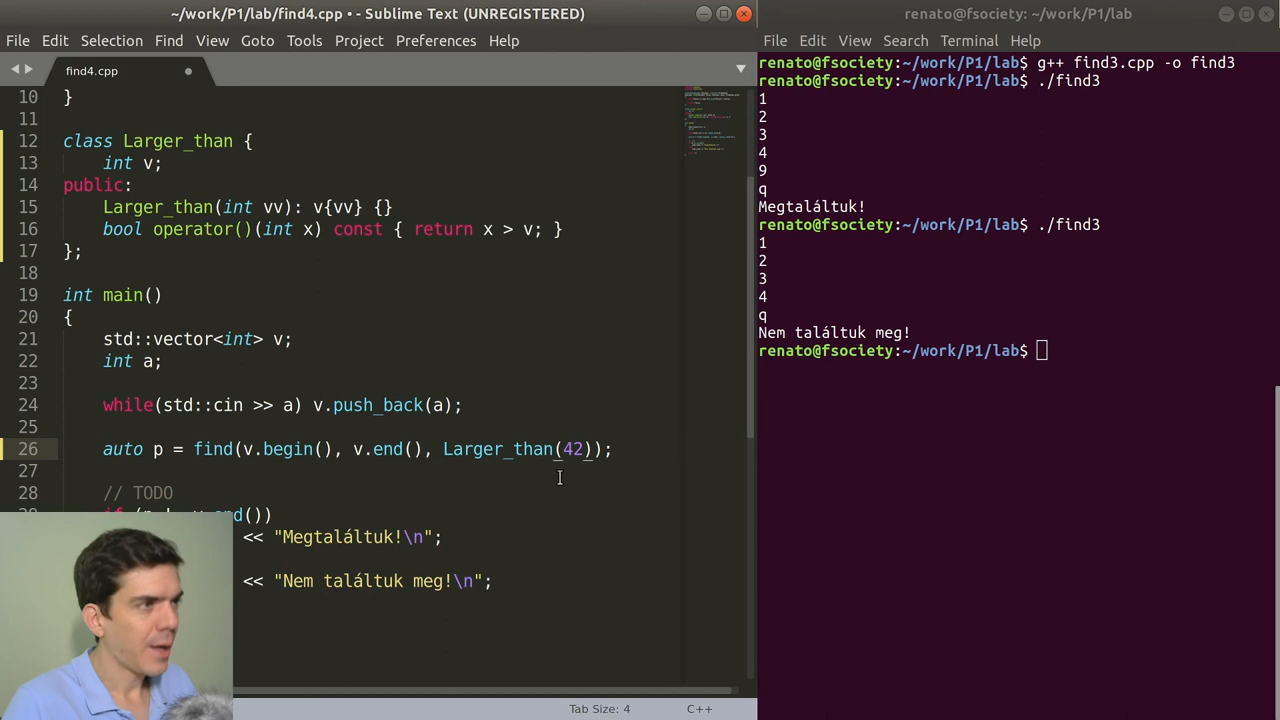 ~/work/P1/lab/find4.cpp • - Sublime Text (UNREGISTERED)
File Edit Selection Find View Goto Tools Project Preferences Help
find4.cpp
10 }
11
12 class Larger_than {
13 int v;
14 public:
15 Larger_than(int vv): v{vv} {}
16 bool operator()(int x) const { return x > v; }
17 };
18
19 int main()
20 {
21 std::vector<int> v;
22 int a;
23
24 while(std::cin >> a) v.push_back(a);
25
26 auto p = find(v.begin(), v.end(), Larger_than(42));
27
28 // TODO
end())
<< "Megtaláltuk!\n";
<< "Nem találtuk meg!\n";
Tab Size: 4 C++
renato@fsociety: ~/work/P1/lab
File Edit View Search Terminal Help
renato@fsociety:~/work/P1/lab$ g++ find3.cpp -o find3
renato@fsociety:~/work/P1/lab$ ./find3
1
2
3
4
9
q
Megtaláltuk!
renato@fsociety:~/work/P1/lab$ ./find3
1
2
3
4
q
Nem találtuk meg!
renato@fsociety:~/work/P1/lab$